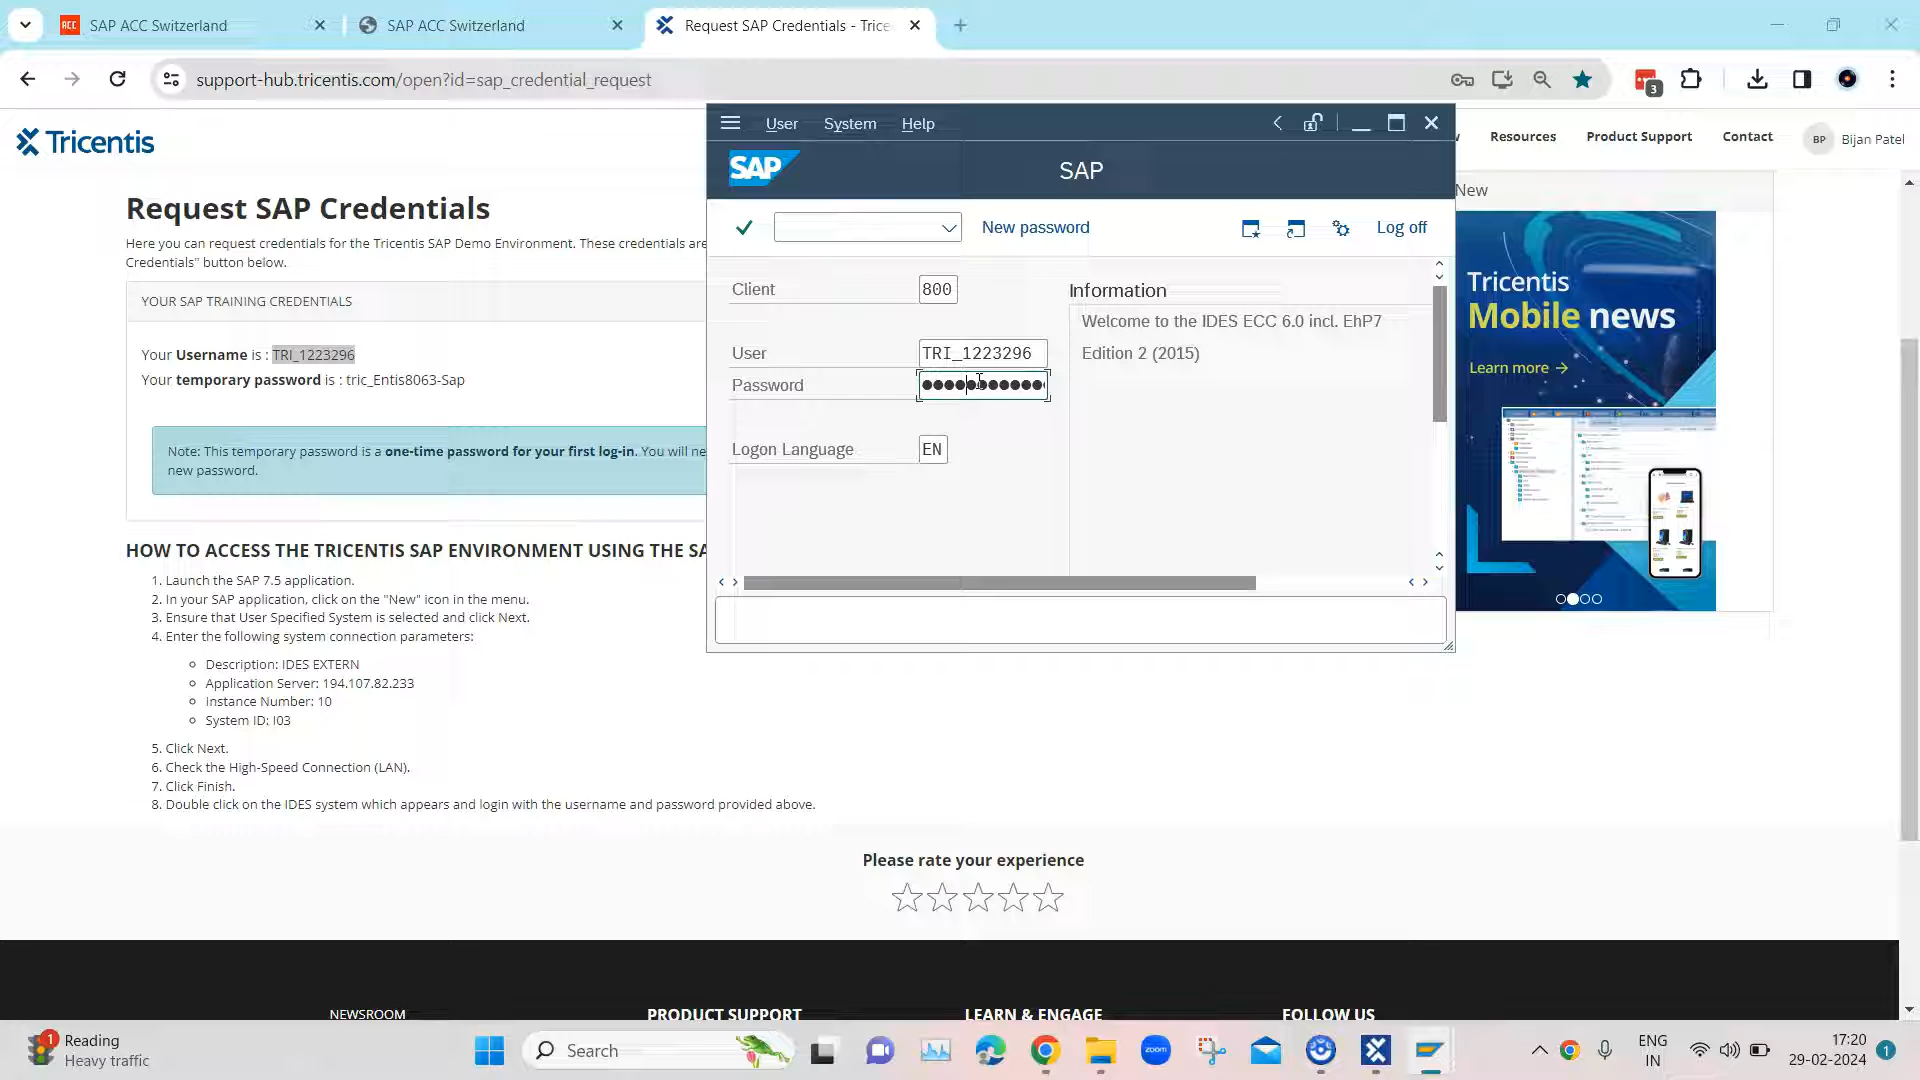 SAP ACC Switzerland
SAP ACC Switzerland
Request SAP Credentials - Trice
support-hub.tricentis.com/open?id=sap_credential_request
3
Tricentis
Resources
Product Support
Contact
BP
Bijan Patel
User
System
Help
SAP
SAP
New password
Log off
Client
800
User
TRI_1223296
Password
Logon Language
EN
Information
Welcome to the IDES ECC 6.0 incl. EhP7
Edition 2 (2015)
Request SAP Credentials
Here you can request credentials for the Tricentis SAP Demo Environment. These credentials are
Credentials" button below.
YOUR SAP TRAINING CREDENTIALS
Your Username is : TRI_1223296
Your temporary password is : tric_Entis8063-Sap
Note: This temporary password is a one-time password for your first log-in. You will ne
new password.
HOW TO ACCESS THE TRICENTIS SAP ENVIRONMENT USING THE SA
1. Launch the SAP 7.5 application.
2. In your SAP application, click on the "New" icon in the menu.
3. Ensure that User Specified System is selected and click Next.
4. Enter the following system connection parameters:
Description: IDES EXTERN
Application Server: 194.107.82.233
Instance Number: 10
System ID: I03
5. Click Next.
6. Check the High-Speed Connection (LAN).
7. Click Finish.
8. Double click on the IDES system which appears and login with the username and password provided above.
New
Tricentis
Mobile news
Learn more →
Please rate your experience
NEWSROOM
PRODUCT SUPPORT
LEARN & ENGAGE
FOLLOW US
1
Reading
Heavy traffic
Search
zoom
ENG
IN
17:20
29-02-2024
1